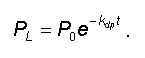 P_L = P_0 e^{-k_{dp} t} .